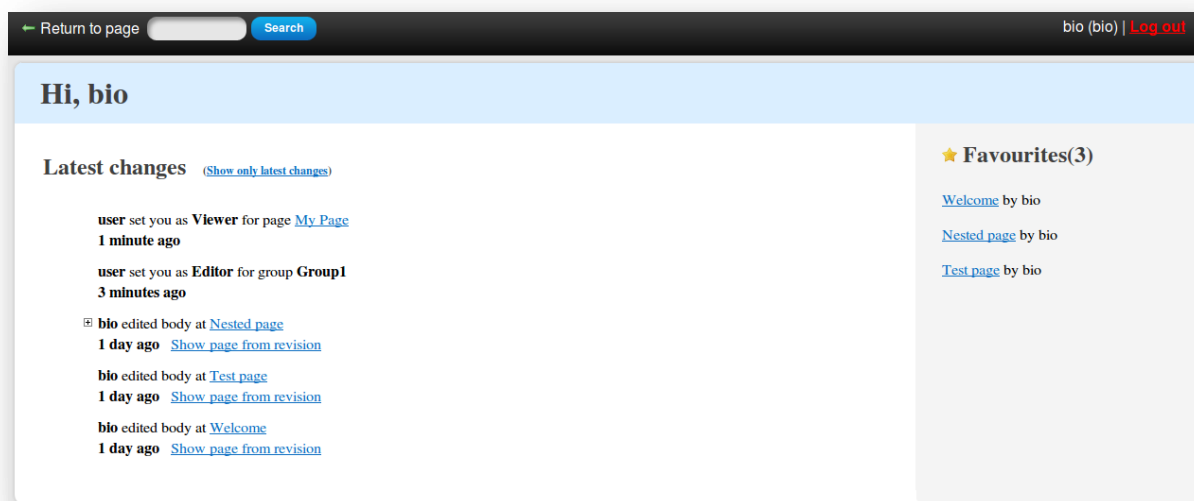 Return to page Search bio (bio) | Log out
Hi, bio
Latest changes (Show only latest changes)
user set you as Viewer for page My Page
1 minute ago
user set you as Editor for group Group1
3 minutes ago
bio edited body at Nested page
1 day ago Show page from revision
bio edited body at Test page
1 day ago Show page from revision
bio edited body at Welcome
1 day ago Show page from revision
Favourites(3)
Welcome by bio
Nested page by bio
Test page by bio